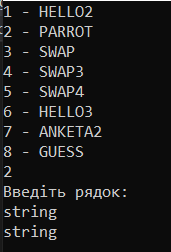 1 - HELLO2
2 - PARROT
3 - SWAP
4 - SWAP3
5 - SWAP4
6 - HELLO3
7 - ANKETA2
8 - GUESS
2
Введіть рядок:
string
string